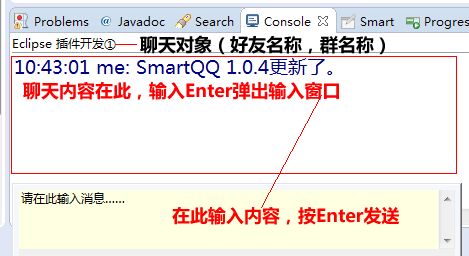 Problems @ Javadoc Search Console Smart Progres
Eclipse 插件开发① 聊天对象（好友名称，群名称）
10:43:01 me: SmartQQ 1.0.4更新了。
聊天内容在此，输入Enter弹出输入窗口
请在此输入消息......
在此输入内容，按Enter发送